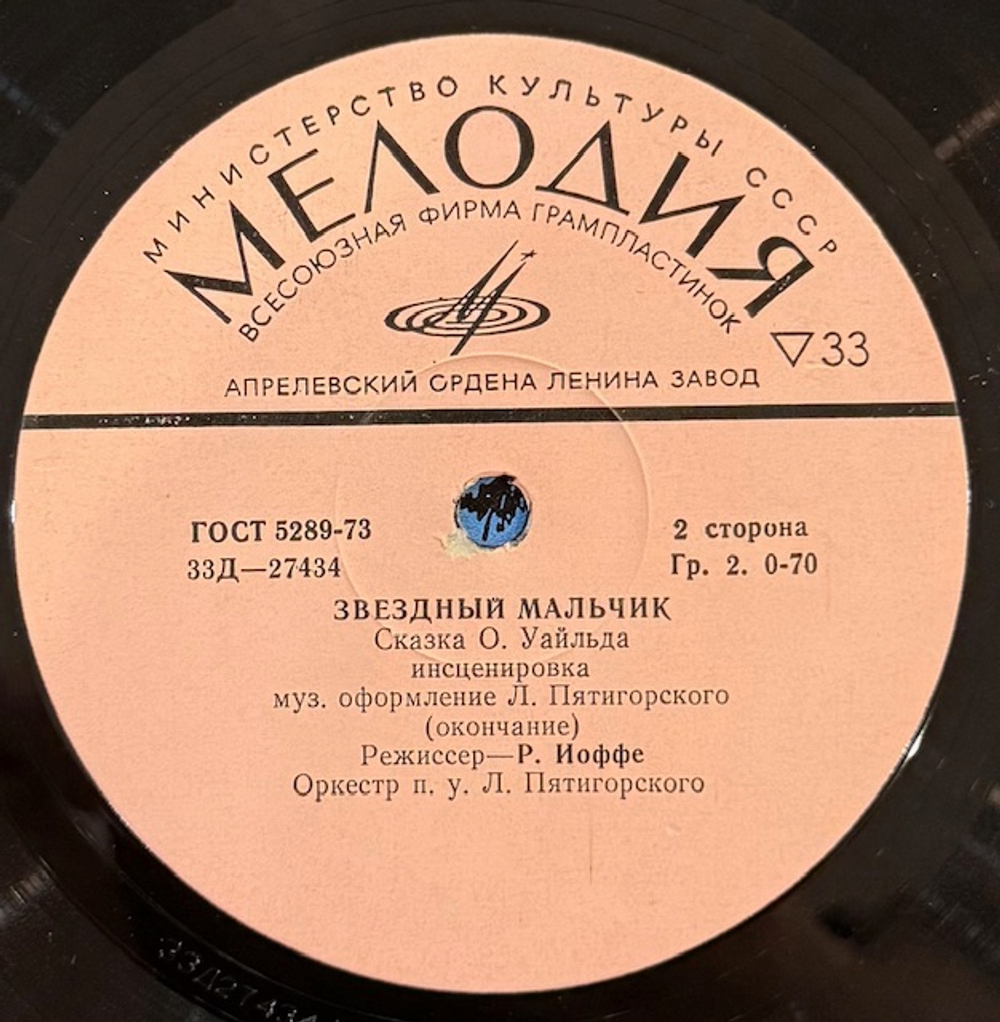 МИНИСТЕРСТВО КУЛЬТУРЫ СССР
МЕЛОДИЯ
ВСЕСОЮЗНАЯ ФИРМА ГРАМПЛАСТИНОК
▽33
АПРЕЛЕВСКИЙ ОРДЕНА ЛЕНИНА ЗАВОД
ГОСТ 5289-73
2 сторона
33Д—27434
Гр. 2. 0-70
ЗВЕЗДНЫЙ МАЛЬЧИК
Сказка О. Уайльда
инсценировка
муз. оформление Л. Пятигорского
(окончание)
Режиссер—Р. Иоффе
Оркестр п. у. Л. Пятигорского
33Д27434